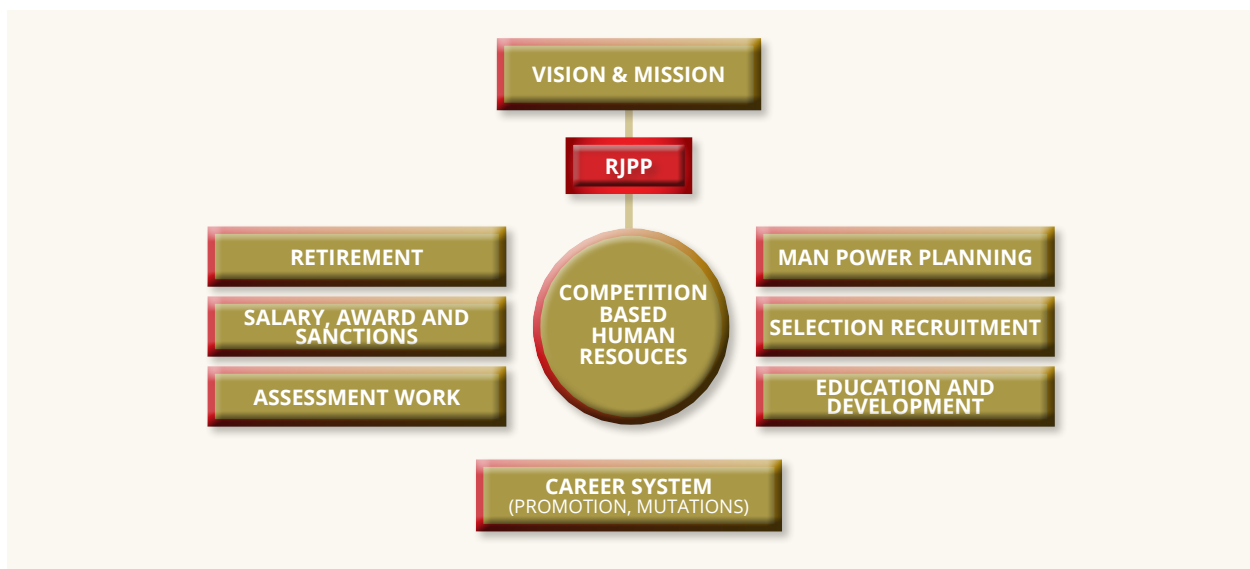 VISION & MISSION
RJPP
RETIREMENT
SALARY, AWARD AND
SANCTIONS
ASSESSMENT WORK
COMPETITION
BASED
HUMAN
RESOUCES
MAN POWER PLANNING
SELECTION RECRUITMENT
EDUCATION AND
DEVELOPMENT
CAREER SYSTEM
(PROMOTION, MUTATIONS)